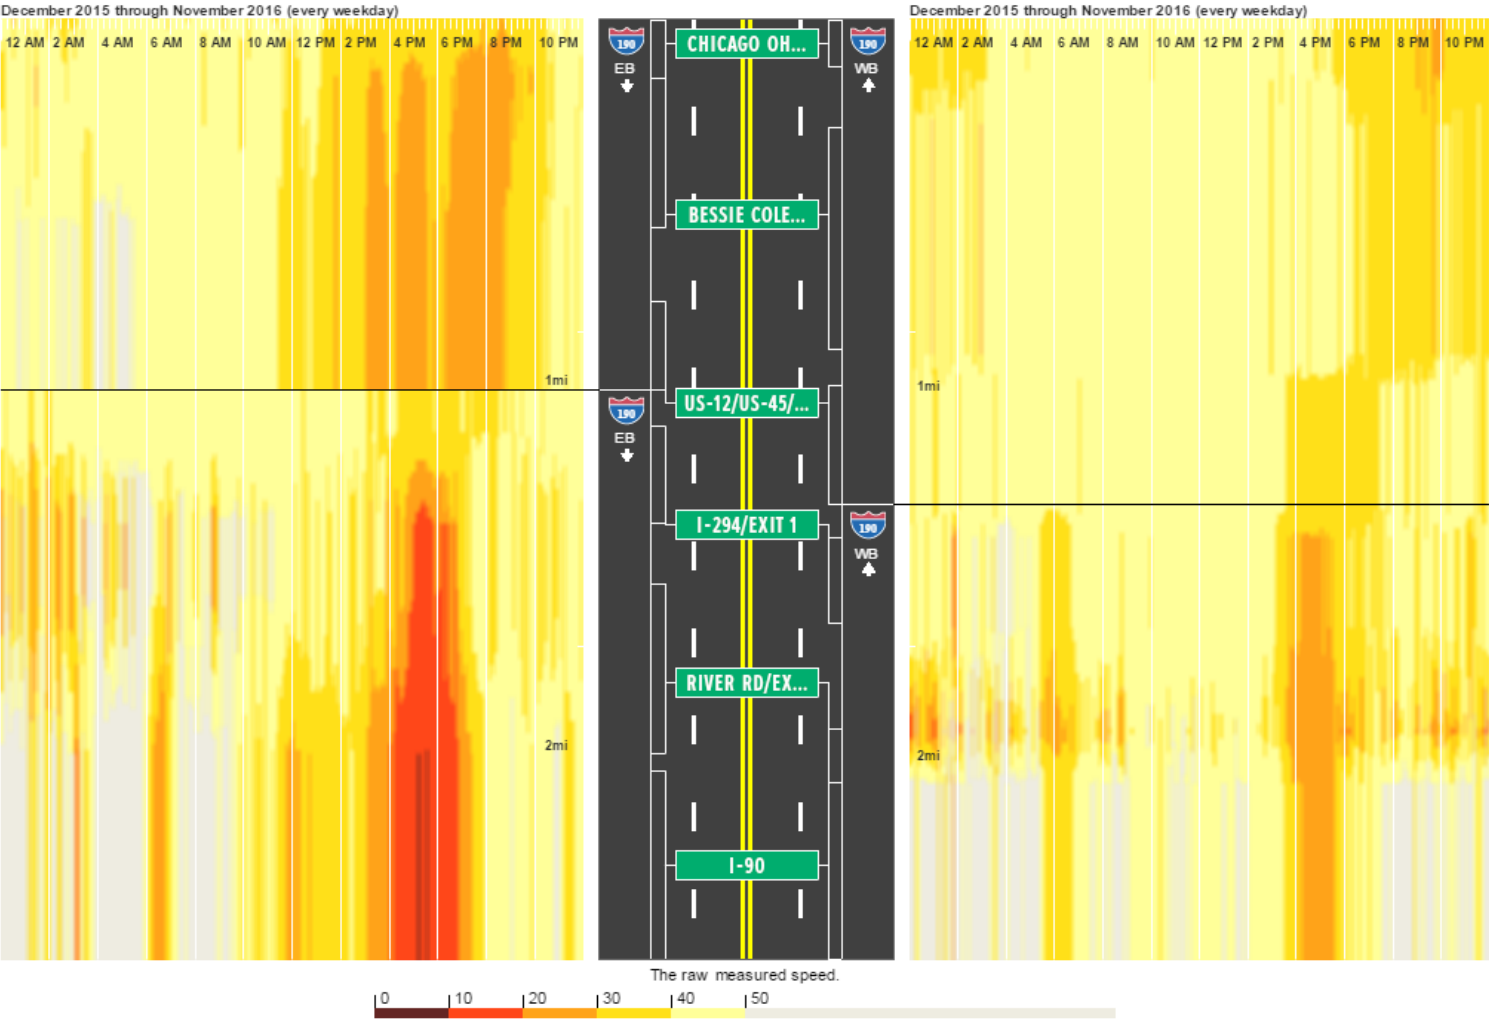 December 2015 through November 2016 (every weekday)
12 AM 2 AM 4 AM 6 AM 8 AM 10 AM 12 PM 2 PM 4 PM 6 PM 8 PM 10 PM
1mi
2mi
190
EB
190
EB
CHICAGO OH...
BESSIE COLE...
US-12/US-45/...
I-294/EXIT 1
RIVER RD/EX...
I-90
190
WB
190
WB
December 2015 through November 2016 (every weekday)
12 AM 2 AM 4 AM 6 AM 8 AM 10 AM 12 PM 2 PM 4 PM 6 PM 8 PM 10 PM
1mi
2mi
The raw measured speed.
0 10 20 30 40 50